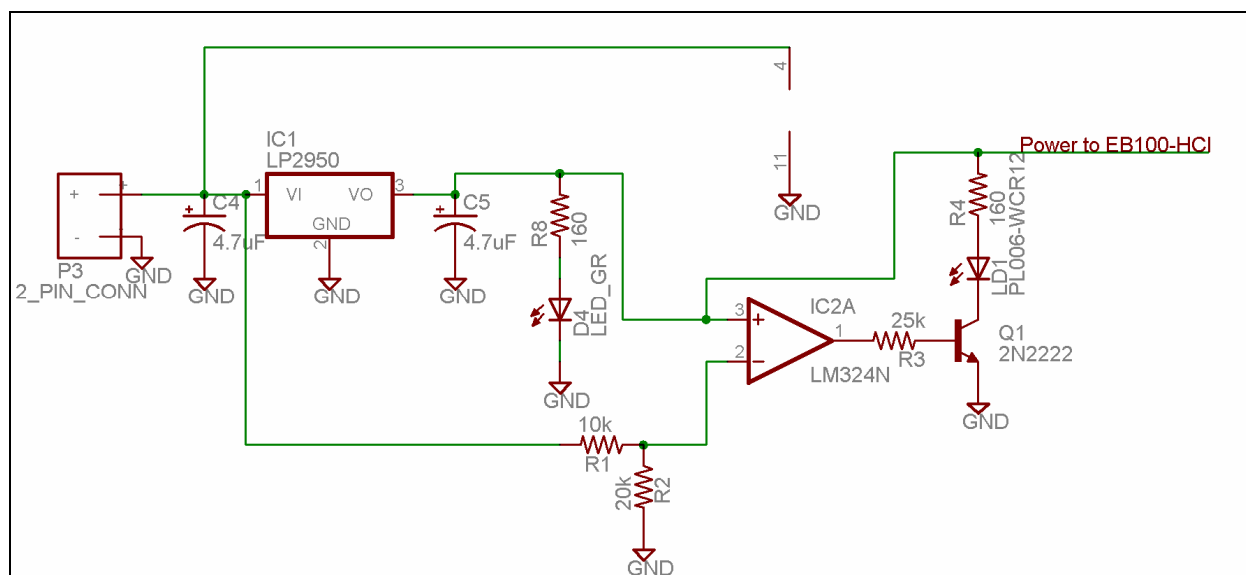 4
Power to EB100-HCI
11
GND
IC1
LP2950
1
VI
VO
3
GND
2
GND
+
+
-
P3
2_PIN_CONN
GND
+
C4
4.7uF
GND
+
C5
4.7uF
GND
R8
160
D4
LED_GR
GND
R4
160
LD1
PL006-WCR12
3
+
2
−
1
IC2A
LM324N
25k
R3
Q1
2N2222
GND
10k
R1
20k
R2
GND